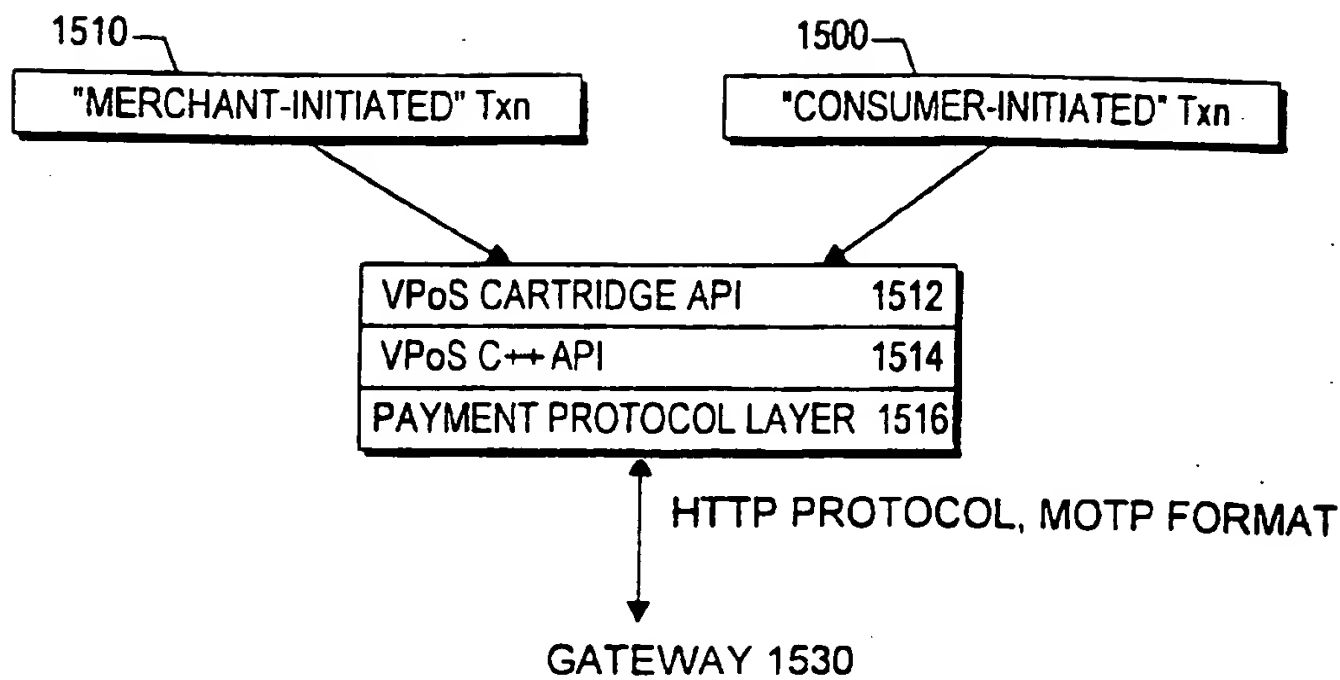 1510
1500
"MERCHANT-INITIATED" Txn
"CONSUMER-INITIATED" Txn
VPoS CARTRIDGE API 1512
VPoS C++ API 1514
PAYMENT PROTOCOL LAYER 1516
HTTP PROTOCOL, MOTP FORMAT
GATEWAY 1530